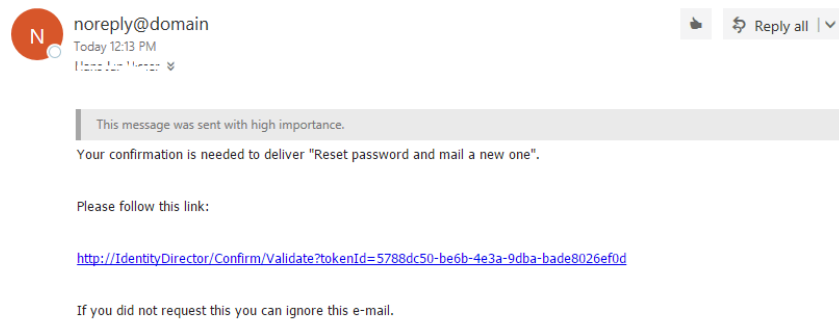 N
noreply@domain
Today 12:13 PM
Reply all
This message was sent with high importance.
Your confirmation is needed to deliver "Reset password and mail a new one".
Please follow this link:
http://IdentityDirector/Confirm/Validate?tokenId=5788dc50-be6b-4e3a-9dba-bade8026ef0d
If you did not request this you can ignore this e-mail.